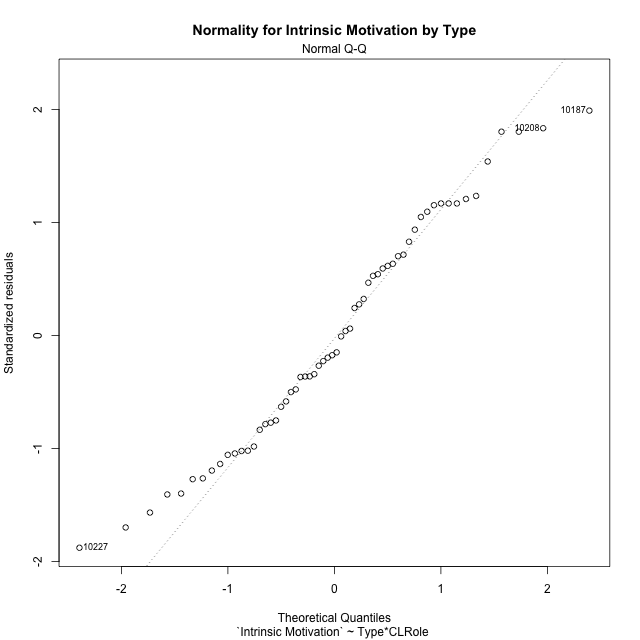 Normality for Intrinsic Motivation by Type
Normal Q-Q
Standardized residuals
2
1
0
-1
-2
10187
10208
10227
-2 -1 0 1 2
Theoretical Quantiles
`Intrinsic Motivation` ~ Type*CLRole